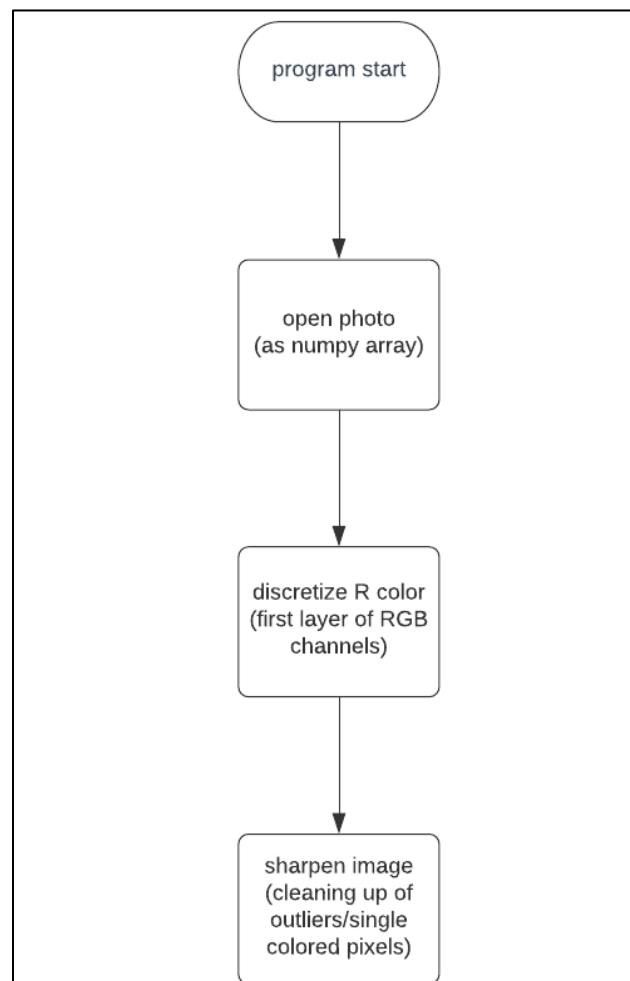 program start
open photo
(as numpy array)
discretize R color
(first layer of RGB
channels)
sharpen image
(cleaning up of
outliers/single
colored pixels)